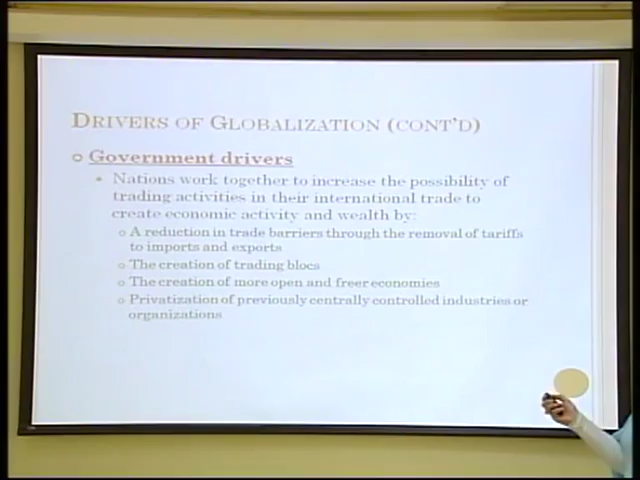 DRIVERS OF GLOBALIZATION (CONT'D)
Government drivers
Nations work together to increase the possibility of
trading activities in their international trade to
create economic activity and wealth by:
A reduction in trade barriers through the removal of tariffs
to imports and exports
The creation of trading blocs
The creation of more open and freer economies
Privatization of previously centrally controlled industries or
organizations